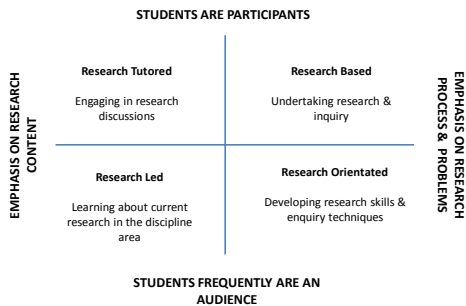 STUDENTS ARE PARTICIPANTS
EMPHASIS ON RESEARCH
CONTENT
Research Tutored
Engaging in research
discussions
Research Based
Undertaking research &
inquiry
EMPHASIS ON RESEARCH
PROCESS & PROBLEMS
Research Led
Learning about current
research in the discipline
area
Research Orientated
Developing research skills &
enquiry techniques
STUDENTS FREQUENTLY ARE AN
AUDIENCE